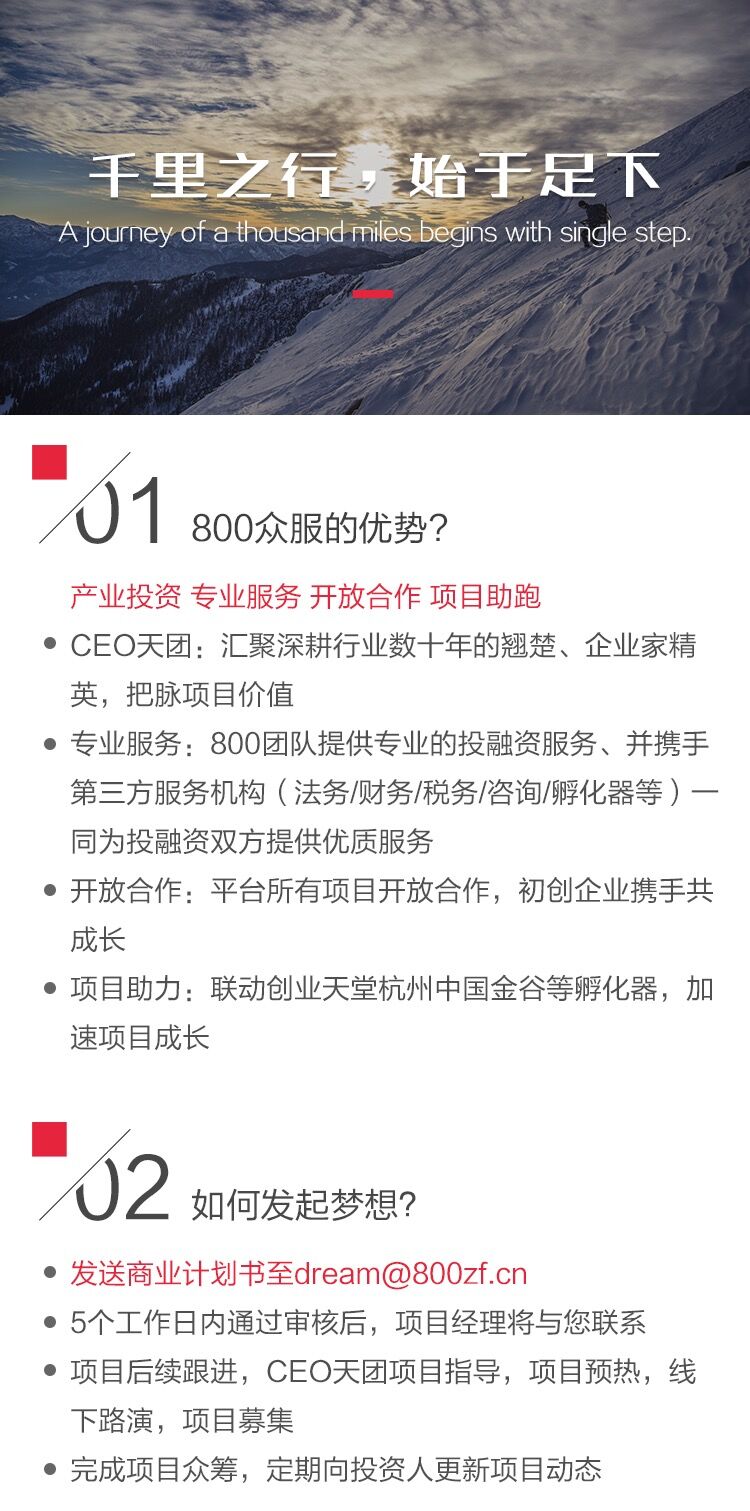 千里之行，始于足下
A journey of a thousand miles begins with single step.
01 800众服的优势？
产业投资 专业服务 开放合作 项目助跑
CEO天团：汇聚深耕行业数十年的翘楚、企业家精
英，把脉项目价值
专业服务：800团队提供专业的投融资服务、并携手
第三方服务机构（法务/财务/税务/咨询/孵化器等）一
同为投融资双方提供优质服务
开放合作：平台所有项目开放合作，初创企业携手共
成长
项目助力：联动创业天堂杭州中国金谷等孵化器，加
速项目成长
02 如何发起梦想？
发送商业计划书至dream@800zf.cn
5个工作日内通过审核后，项目经理将与您联系
项目后续跟进，CEO天团项目指导，项目预热，线
下路演，项目募集
完成项目众筹，定期向投资人更新项目动态